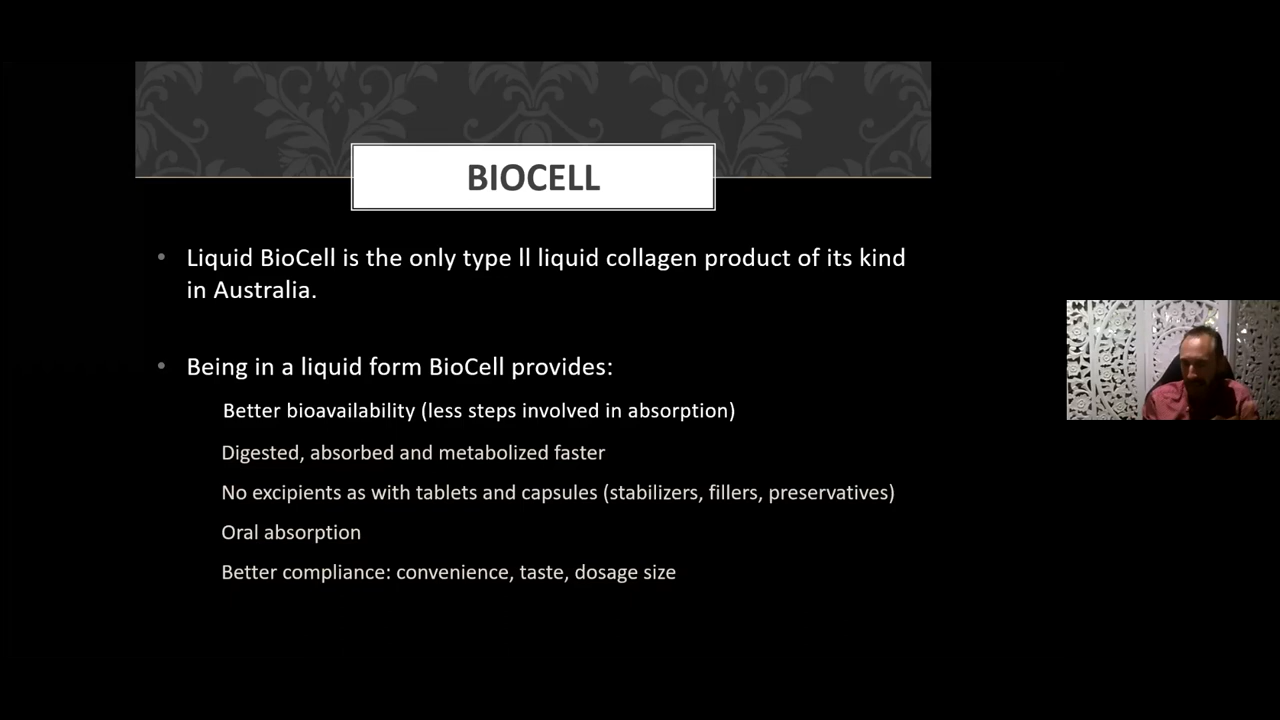 BIOCELL
Liquid BioCell is the only type ll liquid collagen product of its kind
in Australia.
Being in a liquid form BioCell provides:
Better bioavailability (less steps involved in absorption)
Digested, absorbed and metabolized faster
No excipients as with tablets and capsules (stabilizers, fillers, preservatives)
Oral absorption
Better compliance: convenience, taste, dosage size